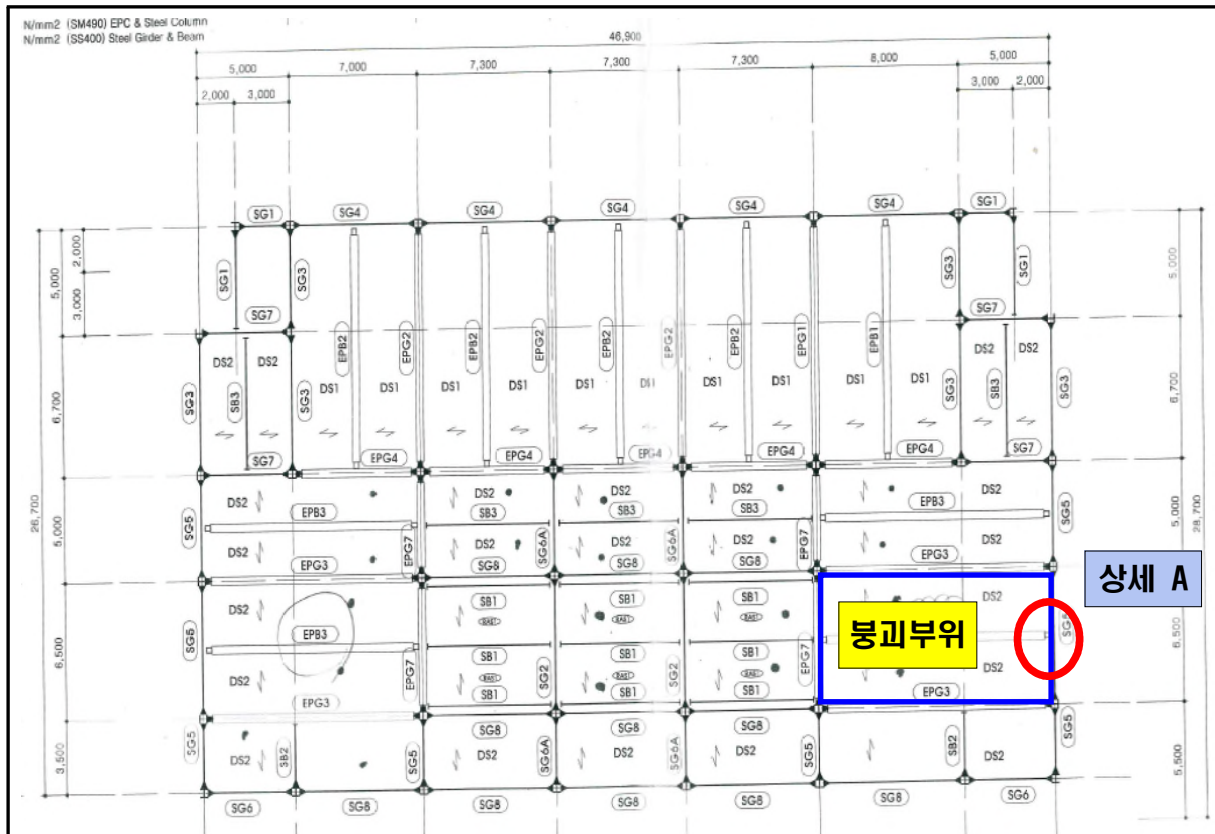 N/mm2 (SM490) EPC & Steel Column
N/mm2 (SS400) Steel Girder & Beam
46,900
5,000 7,000 7,300 7,300 7,300 8,000 5,000
2,000 3,000 3,000 2,000
SG1 SG4 SG4 SG4 SG4 SG4 SG1
2,000 5,000 3,000 SG1 SG3 SG3 SG1 5,000
SG7 SG7
EPB2 EPG2 EPB2 EPG2 EPB2 EPG2 EPB2 EPG1 EPB1
DS2 DS2 DS2 DS2
6,700 SG3 SB3 SG3 DS1 DS1 DS1 DS1 DS1 DS1 DS1 DS1 DS1 SG3 SB3 SG3 6,700
SG7 EPG4 EPG4 EPG4 EPG4 EPG4 SG7
DS2 DS2 DS2 DS2 DS2
26,700 28,700
SG5 EPB3 SB3 SB3 SB3 EPB3 SG5
5,000 DS2 EPG7 DS2 SG6A DS2 SG6A DS2 EPG7 DS2 5,000
EPG3 SG8 SG8 SG8 EPG3
상세 A
DS2 SB1 SB1 SB1 DS2
붕괴부위
6,500 SG5 EPB3 SB1 SB1 SB1 6,500
DS2 EPG7 SG2 SG2 EPG7 DS2
SB1 SB1 SB1
EPG3 EPG3
SG8 SG8 SG8
3,500 SG5 DS2 SB2 SG5 DS2 SG6A DS2 SG6A DS2 SG5 SB2 DS2 SG5 5,500
SG6 SG8 SG8 SG8 SG8 SG8 SG6